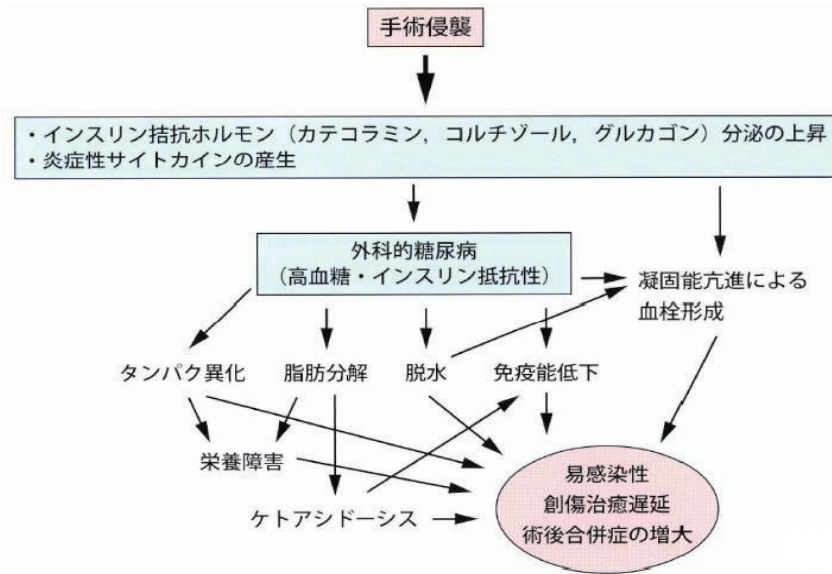 手術侵襲
・インスリン拮抗ホルモン（カテコラミン，コルチゾール，グルカゴン）分泌の上昇
・炎症性サイトカインの産生
外科的糖尿病
（高血糖・インスリン抵抗性）
凝固能亢進による
血栓形成
タンパク異化
脂肪分解
脱水
免疫能低下
栄養障害
ケトアシドーシス
易感染性
創傷治癒遅延
術後合併症の増大